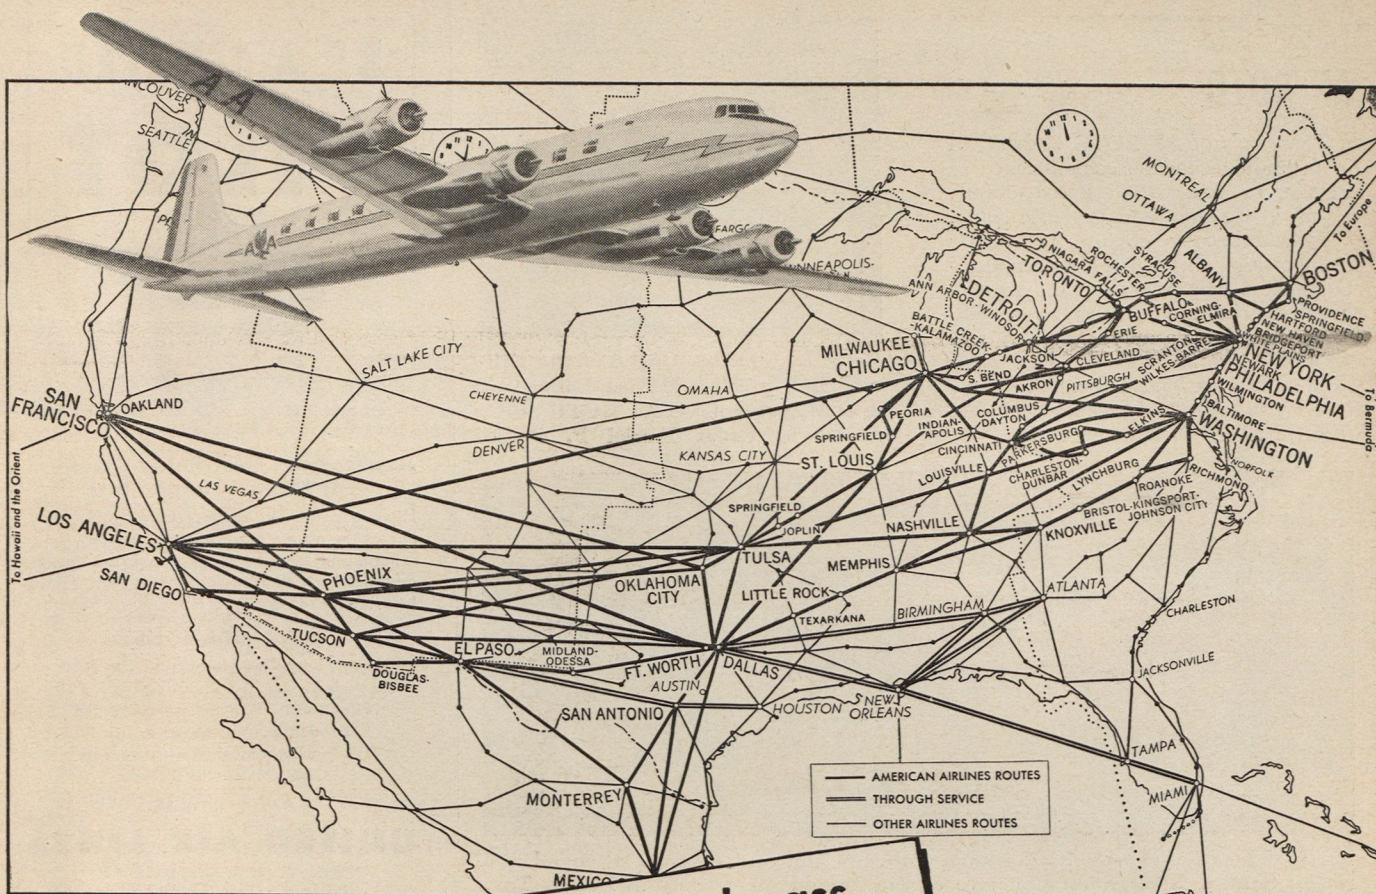 AA
NCOUVER
SEATTLE
AA
FARGO
NNEAPOLIS-
MONTREAL
OTTAWA
To Europe
TORONTO
NIAGARA FALLS
ROCHESTER
SYRACUSE
ALBANY
BOSTON
ANN ARBOR-
DETROIT-
WINDSOR
BUFFALO
CORNING-
ELMIRA
PROVIDENCE
SPRINGFIELD
HARTFORD
NEW HAVEN
BRIDGEPORT
WHITE PLAINS
BATTLE CREEK-
-KALAMAZOO
MILWAUKEE
CHICAGO
JACKSON
ERIE
CLEVELAND
SCRANTON-
WILKES-BARRE
NEW YORK
NEWARK
PHILADELPHIA
WILMINGTON
To Bermuda
SALT LAKE CITY
CHEYENNE
OMAHA
S. BEND
AKRON
PITTSBURGH
SAN
FRANCISCO
OAKLAND
PEORIA
COLUMBUS
DAYTON
INDIAN-
APOLIS
ELKINS
BALTIMORE
WASHINGTON
DENVER
KANSAS CITY
SPRINGFIELD
CINCINNATI
PARKERSBURG
ST. LOUIS
LOUISVILLE
CHARLESTON-
DUNBAR
LYNCHBURG
RICHMOND
NORFOLK
ROANOKE
To Hawaii and the Orient
LAS VEGAS
SPRINGFIELD
JOPLIN
BRISTOL-KINGSPORT-
JOHNSON CITY
LOS ANGELES
NASHVILLE
KNOXVILLE
TULSA
SAN DIEGO
PHOENIX
OKLAHOMA
CITY
MEMPHIS
LITTLE ROCK
ATLANTA
BIRMINGHAM
CHARLESTON
TEXARKANA
TUCSON
EL PASO
MIDLAND-
ODESSA
FT. WORTH
DALLAS
DOUGLAS-
BISBEE
AUSTIN
JACKSONVILLE
SAN ANTONIO
HOUSTON
NEW
ORLEANS
TAMPA
MIAMI
MONTERREY
AMERICAN AIRLINES ROUTES
THROUGH SERVICE
OTHER AIRLINES ROUTES
MEXICO